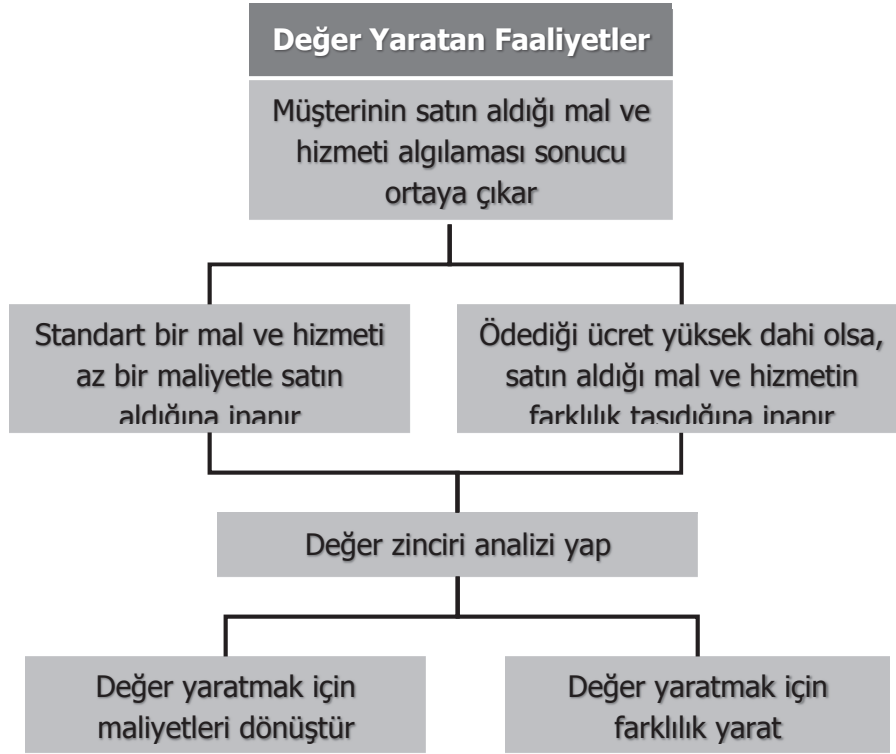 Değer Yaratan Faaliyetler
Müşterinin satın aldığı mal ve
hizmeti algılaması sonucu
ortaya çıkar
Standart bir mal ve hizmeti
az bir maliyetle satın
aldığına inanır
Ödediği ücret yüksek dahi olsa,
satın aldığı mal ve hizmetin
farklılık taşıdığına inanır
Değer zinciri analizi yap
Değer yaratmak için
maliyetleri dönüştür
Değer yaratmak için
farklılık yarat